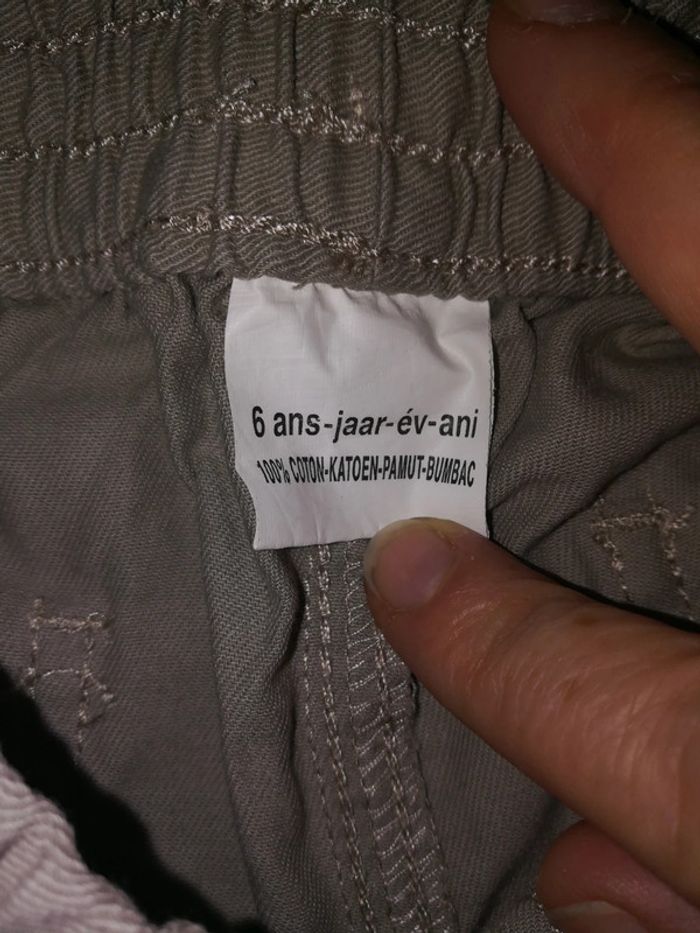 6 ans-jaar-év-ani
100% COTON-KATOEN-PAMUT-BUMBAC